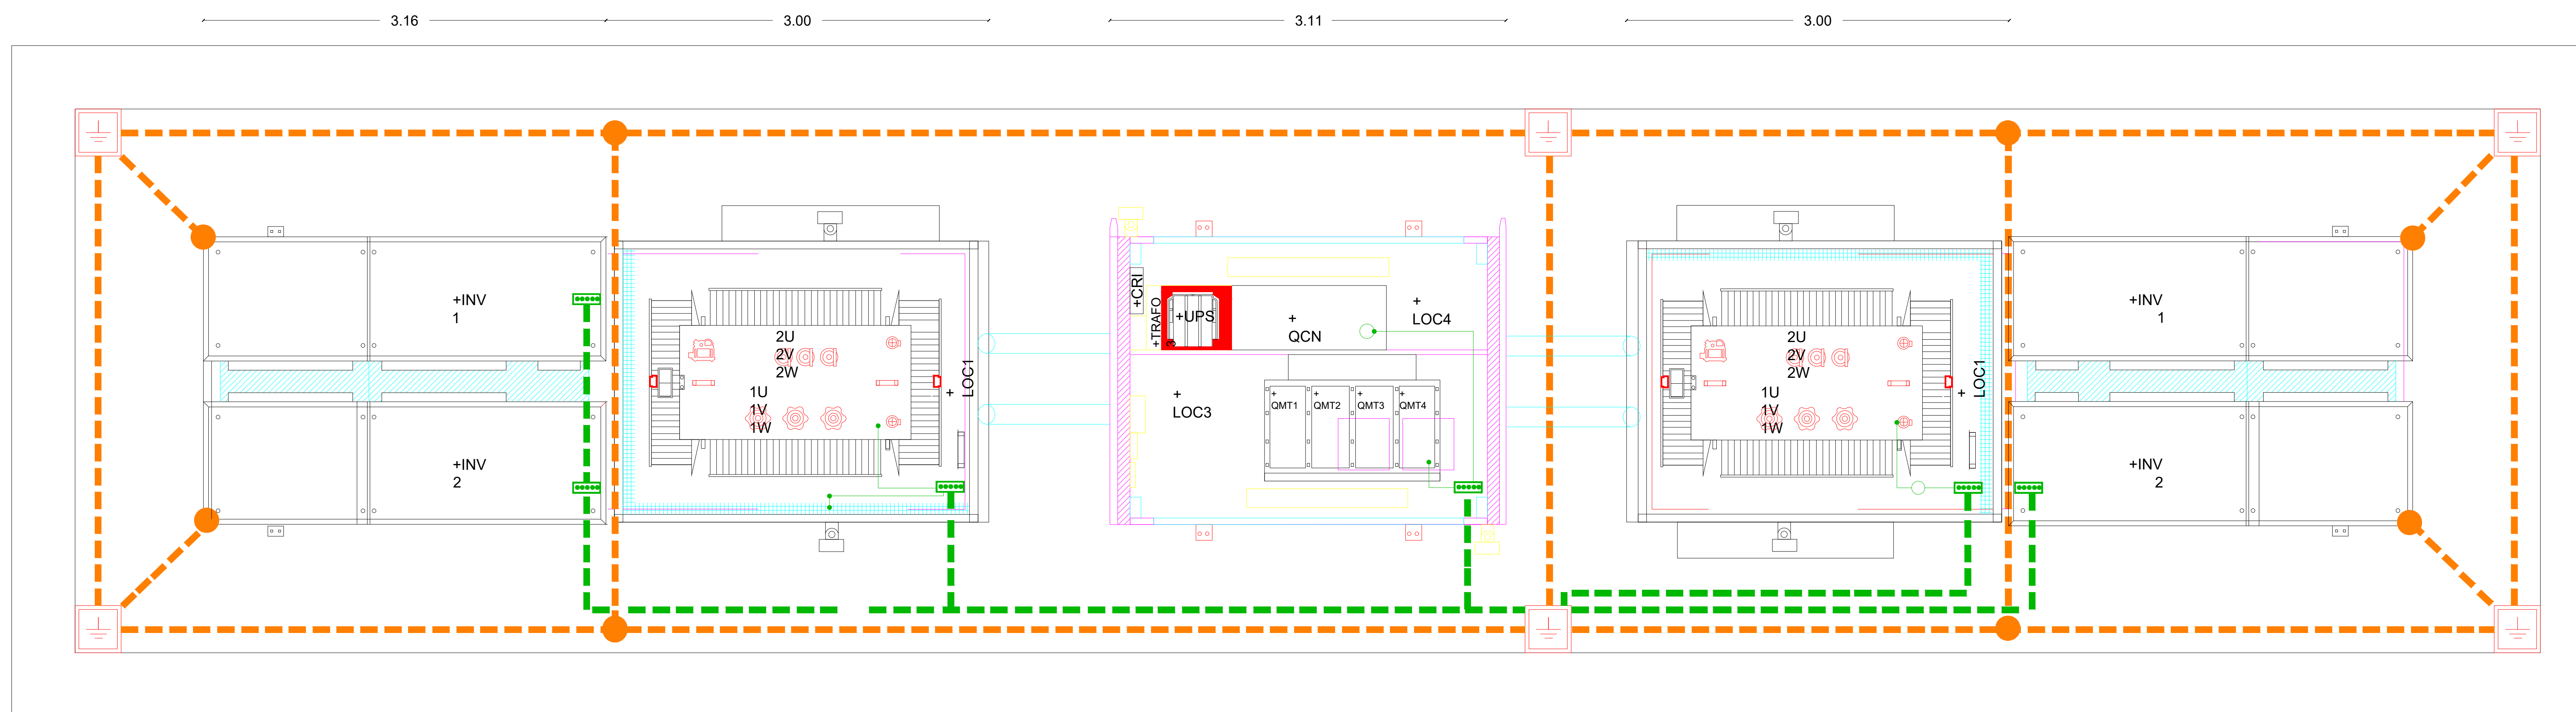 3.16
3.00
3.11
3.00
+INV
1
+INV
2
2U
2V
2W
1U
1V
1W
+
LOC1
+CRI
+TRAFO
3
+UPS
+
QCN
+
LOC4
+
LOC3
+
QMT1
+
QMT2
+
QMT3
+
QMT4
2U
2V
2W
1U
1V
1W
+
LOC1
+INV
1
+INV
2